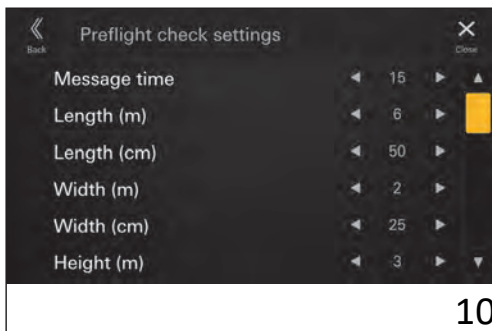 Back Preflight check settings Close
Message time 15
Length (m) 6
Length (cm) 50
Width (m) 2
Width (cm) 25
Height (m) 3
10